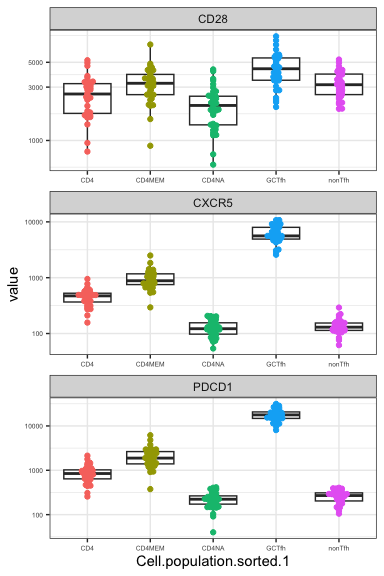 CD28
5000
3000
1000
CD4 CD4MEM CD4NA GCTfh nonTfh
CXCR5
10000
1000
100
CD4 CD4MEM CD4NA GCTfh nonTfh
value
PDCD1
10000
1000
100
CD4 CD4MEM CD4NA GCTfh nonTfh
Cell.population.sorted.1